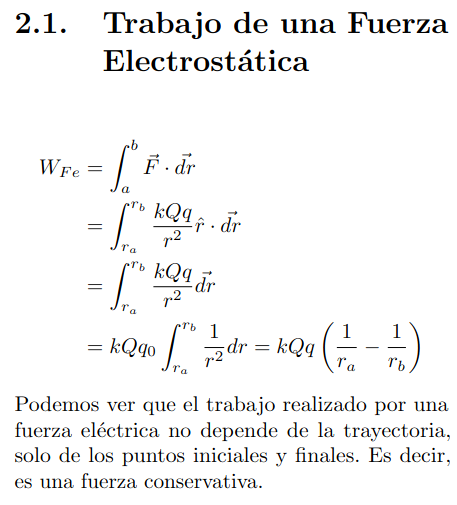 2.1. Trabajo de una Fuerza
Electrostática
$W_{Fe} = \int_a^b \vec{F} \cdot \vec{dr}$
$= \int_{r_a}^{r_b} \frac{kQq}{r^2} \hat{r} \cdot \vec{dr}$
$= \int_{r_a}^{r_b} \frac{kQq}{r^2} \vec{dr}$
$= kQq_0 \int_{r_a}^{r_b} \frac{1}{r^2} dr = kQq \left( \frac{1}{r_a} - \frac{1}{r_b} \right)$
Podemos ver que el trabajo realizado por una
fuerza eléctrica no depende de la trayectoria,
solo de los puntos iniciales y finales. Es decir,
es una fuerza conservativa.